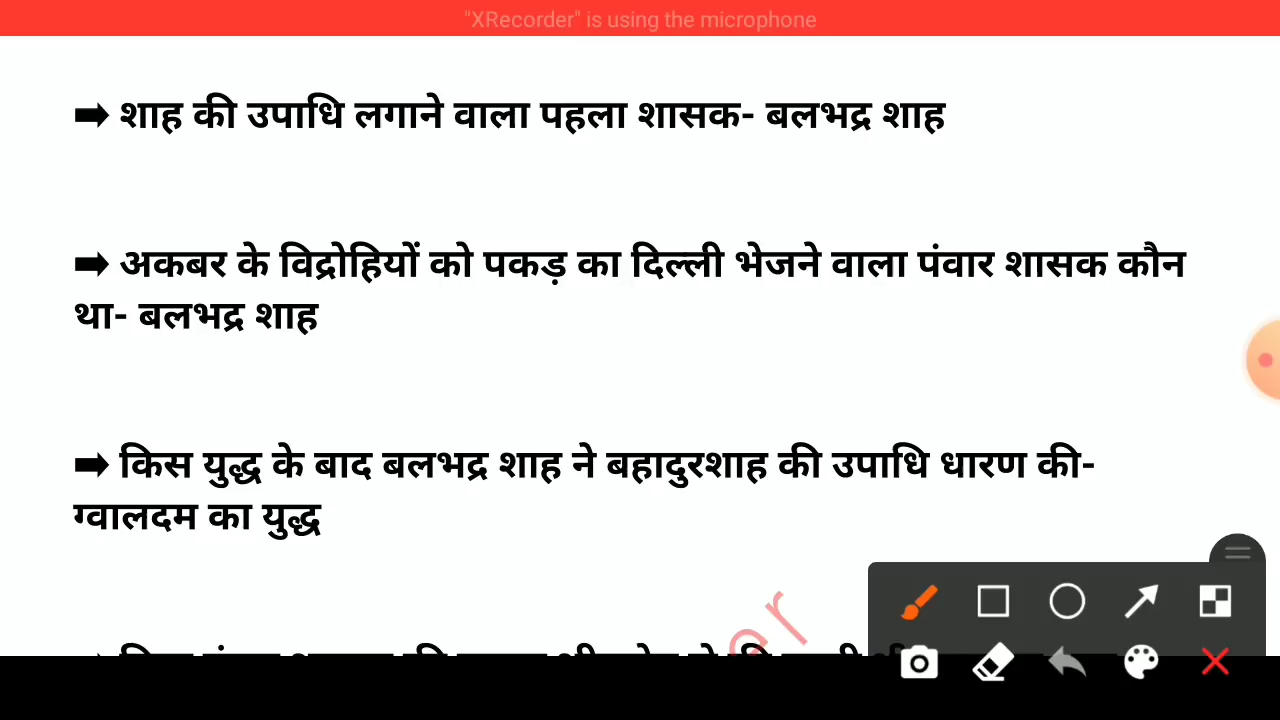 "XRecorder" is using the microphone
➡ शाह की उपाधि लगाने वाला पहला शासक- बलभद्र शाह
➡ अकबर के विद्रोहियों को पकड़ का दिल्ली भेजने वाला पंवार शासक कौन
था- बलभद्र शाह
➡ किस युद्ध के बाद बलभद्र शाह ने बहादुरशाह की उपाधि धारण की-
ग्वालदम का युद्ध